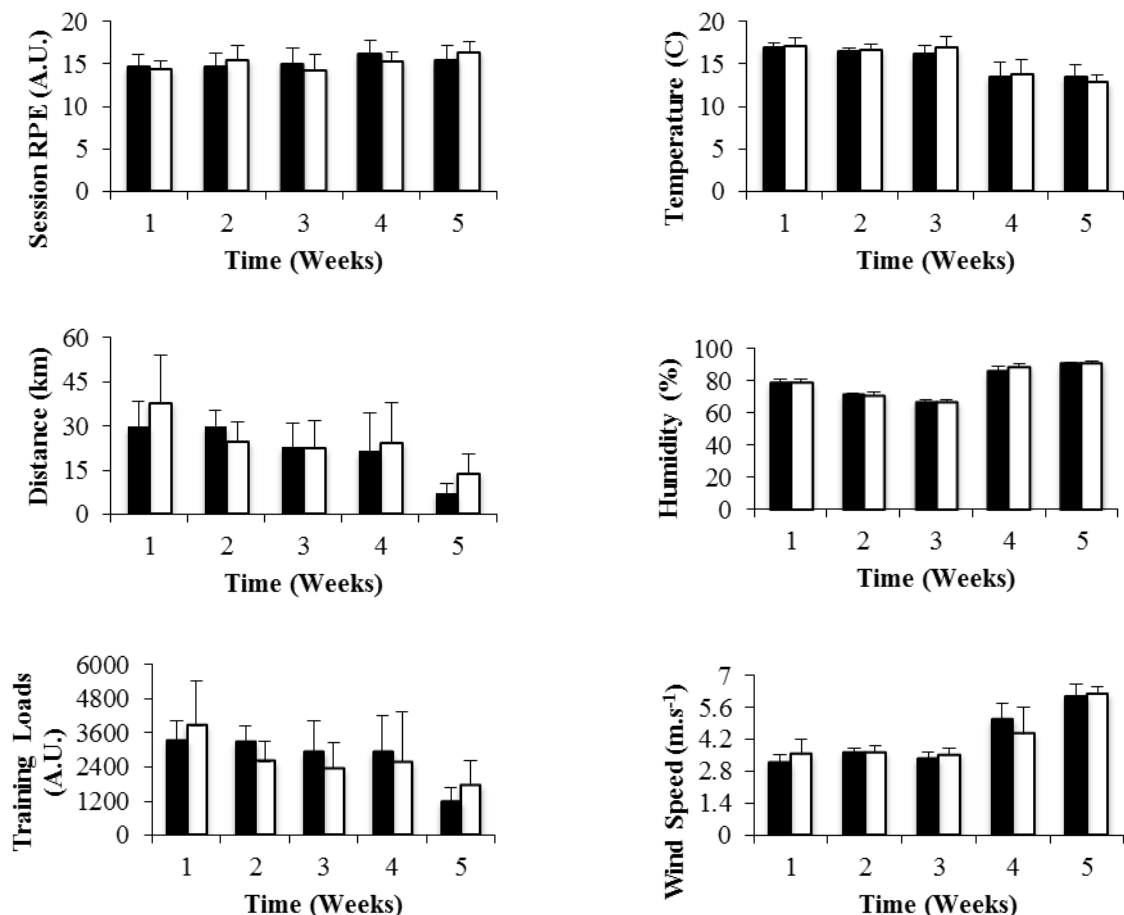 Session RPE (A.U.)
20
15
10
5
0
1 2 3 4 5
Time (Weeks)
Temperature (C)
20
15
10
5
0
1 2 3 4 5
Time (Weeks)
Distance (km)
60
45
30
15
0
1 2 3 4 5
Time (Weeks)
Humidity (%)
100
80
60
40
20
0
1 2 3 4 5
Time (Weeks)
Training Loads
(A.U.)
6000
4800
3600
2400
1200
0
1 2 3 4 5
Time (Weeks)
Wind Speed (m.s⁻¹)
7
5.6
4.2
2.8
1.4
0
1 2 3 4 5
Time (Weeks)